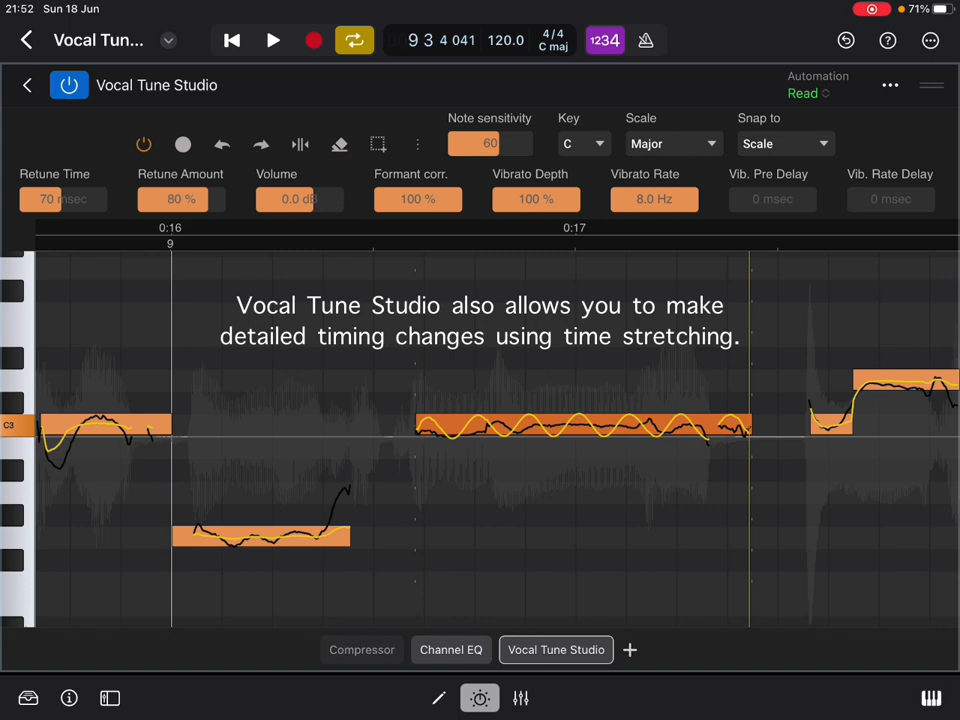 21:52 Sun 18 Jun
71%
Vocal Tun...
9 3 4 041
120.0
4/4
C maj
1234
Vocal Tune Studio
Automation
Read
Note sensitivity
60
Key
C
Scale
Major
Snap to
Scale
Retune Time
70 msec
Retune Amount
80 %
Volume
0.0 dB
Formant corr.
100 %
Vibrato Depth
100 %
Vibrato Rate
8.0 Hz
Vib. Pre Delay
0 msec
Vib. Rate Delay
0 msec
0:16
0:17
9
Vocal Tune Studio also allows you to make
detailed timing changes using time stretching.
C3
Compressor
Channel EQ
Vocal Tune Studio